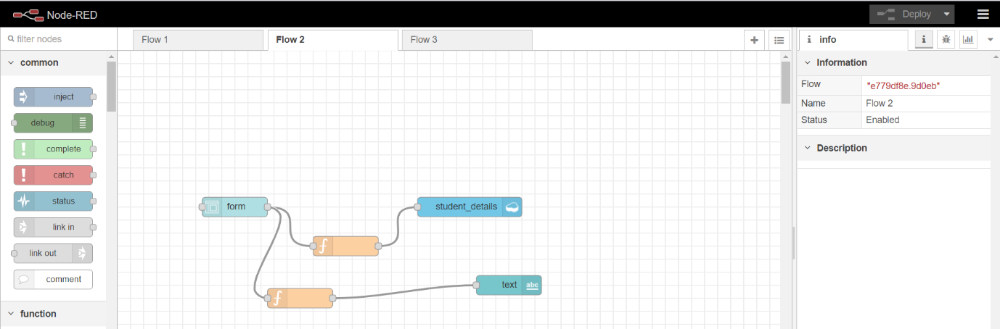 Node-RED
Deploy
filter nodes
Flow 1
Flow 2
Flow 3
info
common
Information
inject
Flow
"e779df8e.9d0eb"
debug
Name
Flow 2
Status
Enabled
complete
Description
catch
status
form
student_details
link in
link out
comment
text
abc
function